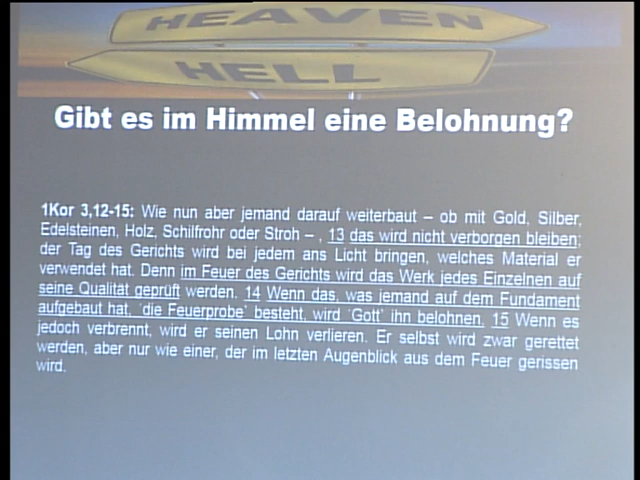 HEAVEN
HELL
Gibt es im Himmel eine Belohnung?
1Kor 3,12-15: Wie nun aber jemand darauf weiterbaut – ob mit Gold, Silber,
Edelsteinen, Holz, Schilfrohr oder Stroh – , 13 das wird nicht verborgen bleiben;
der Tag des Gerichts wird bei jedem ans Licht bringen, welches Material er
verwendet hat. Denn im Feuer des Gerichts wird das Werk jedes Einzelnen auf
seine Qualität geprüft werden. 14 Wenn das, was jemand auf dem Fundament
aufgebaut hat, ´die Feuerprobe` besteht, wird ´Gott` ihn belohnen. 15 Wenn es
jedoch verbrennt, wird er seinen Lohn verlieren. Er selbst wird zwar gerettet
werden, aber nur wie einer, der im letzten Augenblick aus dem Feuer gerissen
wird.